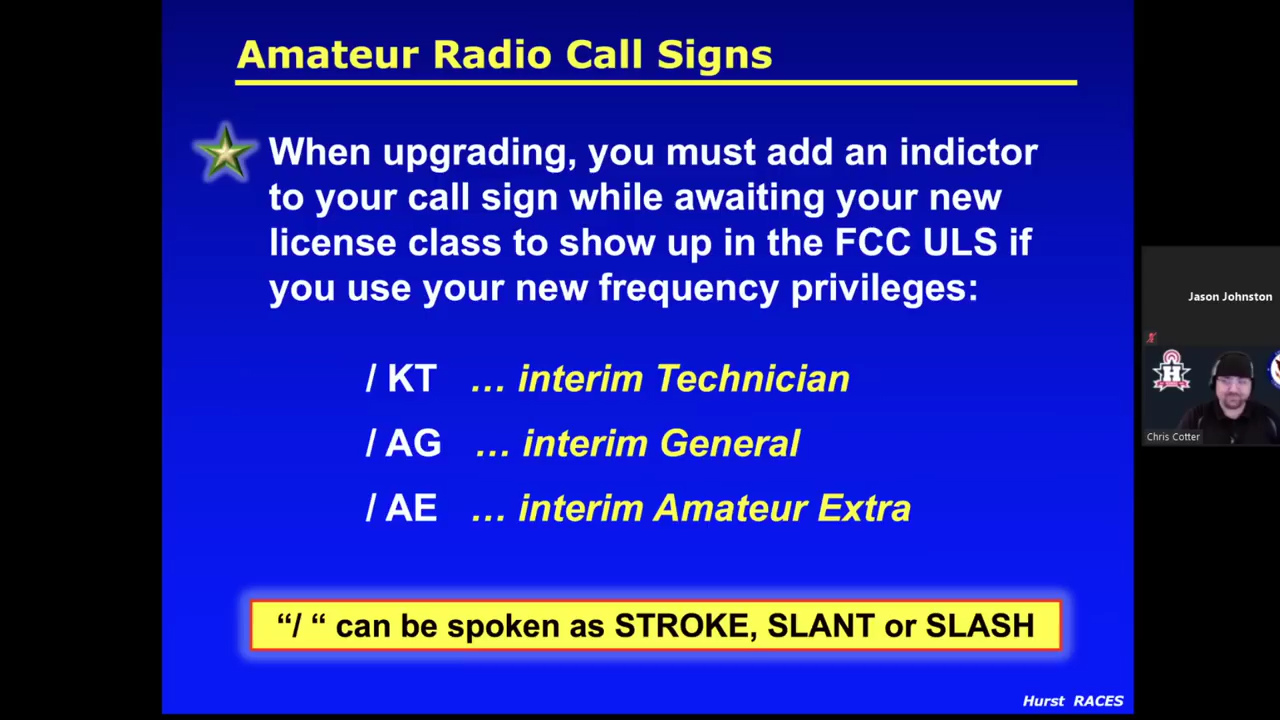 Amateur Radio Call Signs
When upgrading, you must add an indictor
to your call sign while awaiting your new
license class to show up in the FCC ULS if
you use your new frequency privileges:
/ KT … interim Technician
/ AG … interim General
/ AE … interim Amateur Extra
“/ “ can be spoken as STROKE, SLANT or SLASH
Hurst RACES
Jason Johnston
H
Chris Cotter